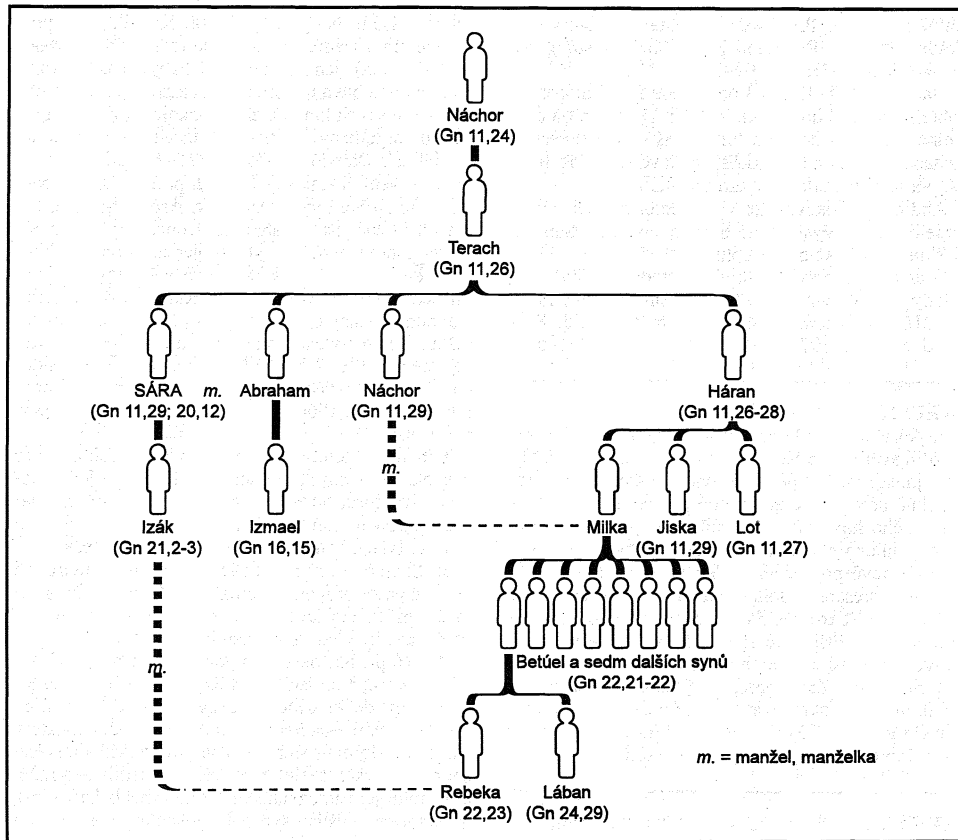 Náchor
(Gn 11,24)
Terach
(Gn 11,26)
SÁRA m. Abraham
(Gn 11,29; 20,12)
Náchor
(Gn 11,29)
Háran
(Gn 11,26-28)
m.
Izák
(Gn 21,2-3)
Izmael
(Gn 16,15)
Milka
Jiska
(Gn 11,29)
Lot
(Gn 11,27)
Betúel a sedm dalších synů
(Gn 22,21-22)
m.
m. = manžel, manželka
Rebeka
(Gn 22,23)
Lában
(Gn 24,29)